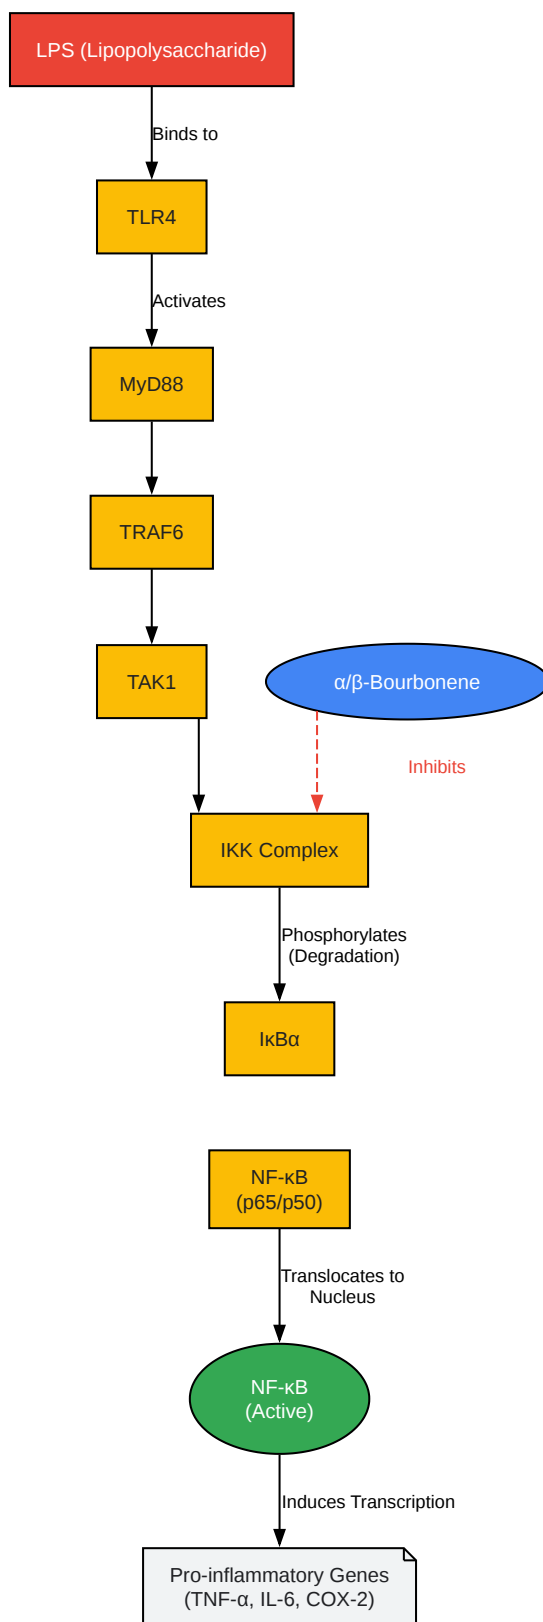 LPS (Lipopolysaccharide)
Binds to
TLR4
Activates
MyD88
TRAF6
TAK1
α/β-Bourbonene
Inhibits
IKK Complex
Phosphorylates
(Degradation)
IκBα
NF-κB
(p65/p50)
Translocates to
Nucleus
NF-κB
(Active)
Induces Transcription
Pro-inflammatory Genes
(TNF-α, IL-6, COX-2)